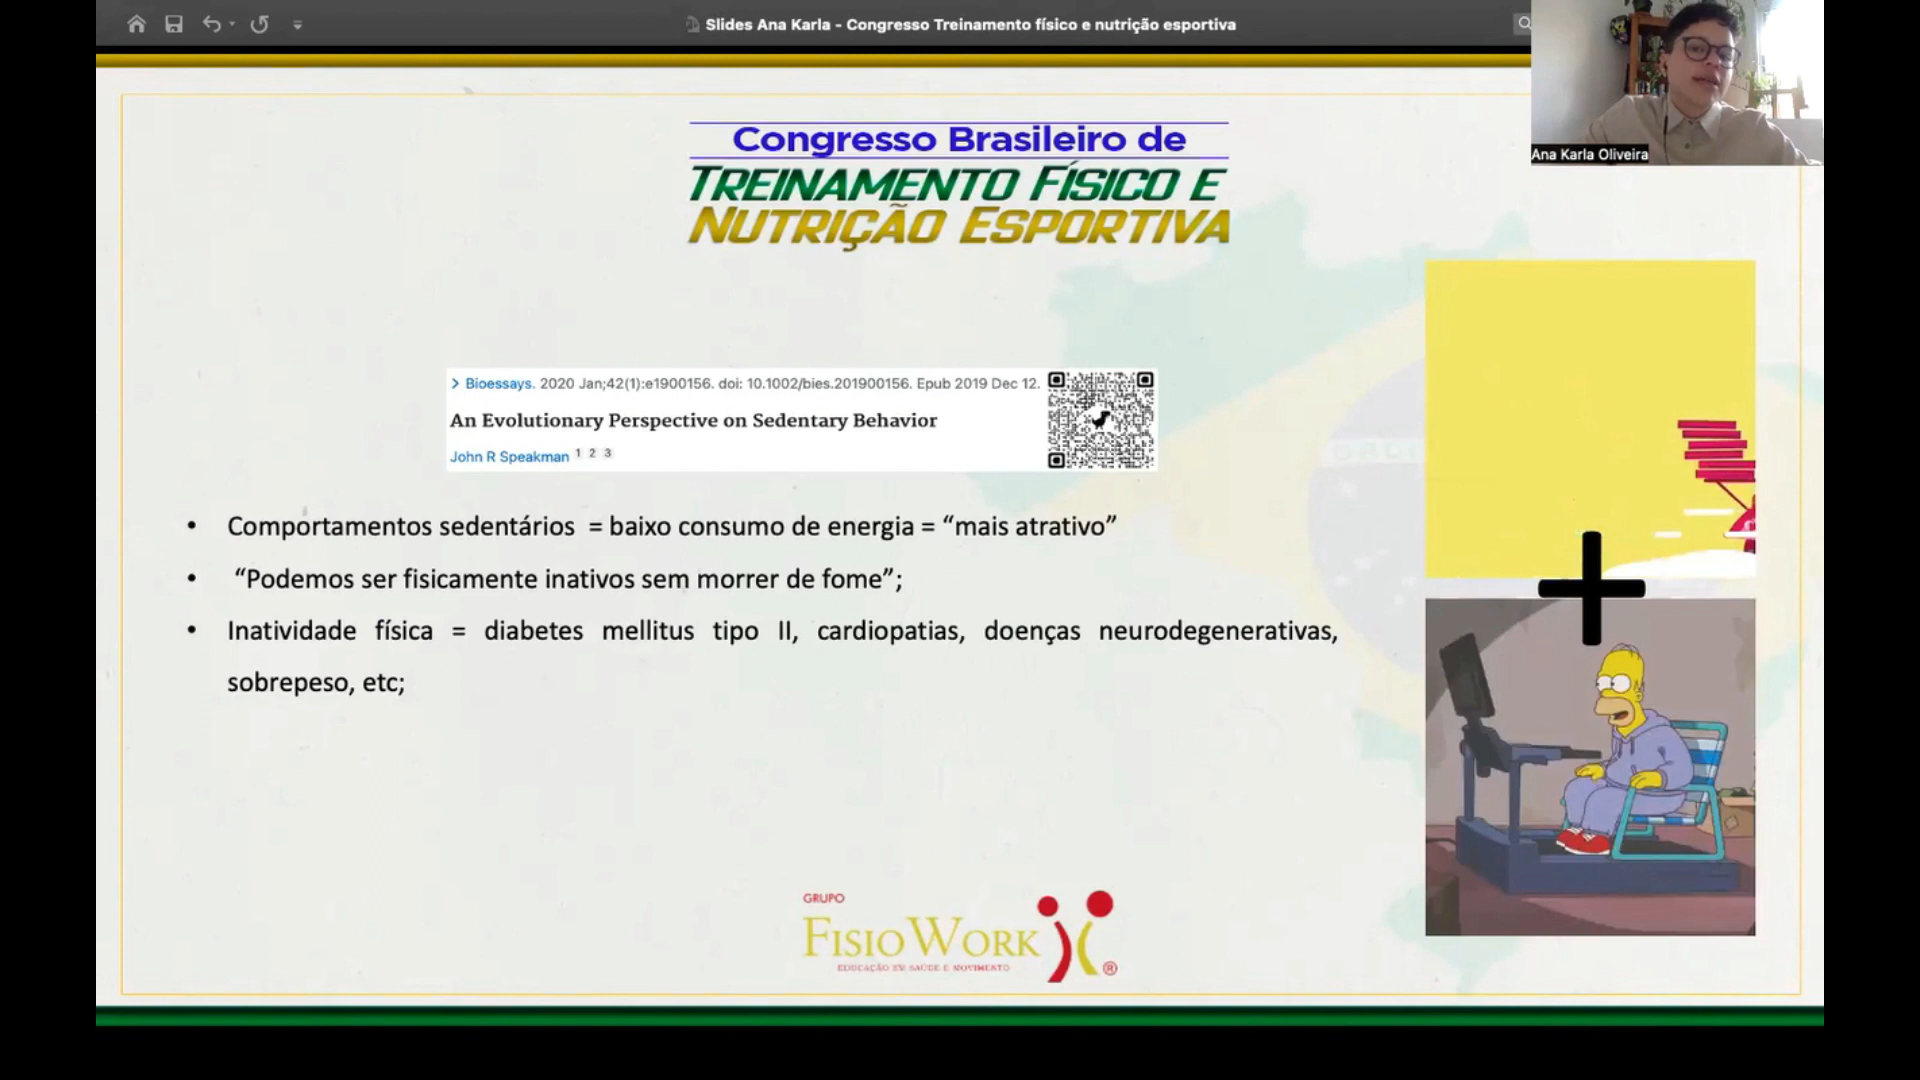 Slides Ana Karla - Congresso Treinamento físico e nutrição esportiva
Ana Karla Oliveira
Congresso Brasileiro de
TREINAMENTO FÍSICO E
NUTRIÇÃO ESPORTIVA
> Bioessays. 2020 Jan;42(1):e1900156. doi: 10.1002/bies.201900156. Epub 2019 Dec 12.
An Evolutionary Perspective on Sedentary Behavior
John R Speakman 1 2 3
• Comportamentos sedentários = baixo consumo de energia = “mais atrativo”
• “Podemos ser fisicamente inativos sem morrer de fome”;
• Inatividade física = diabetes mellitus tipo II, cardiopatias, doenças neurodegenerativas,
sobrepeso, etc;
GRUPO
FISIOWORK
EDUCAÇÃO EM SAÚDE E MOVIMENTO ®